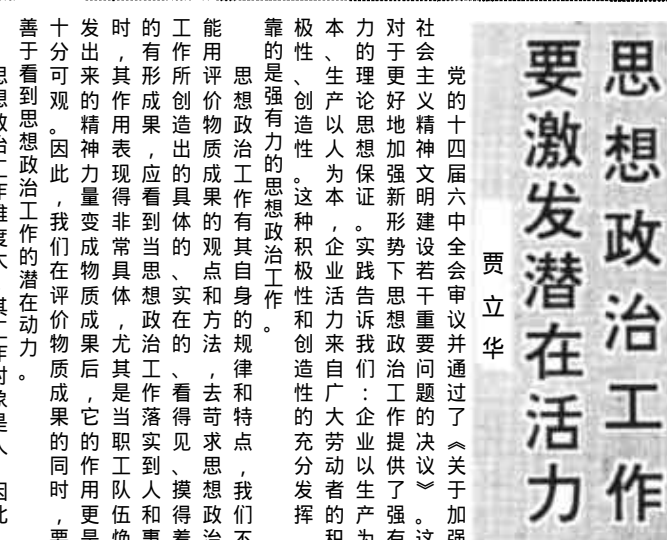 思想政治工作
要激发潜在活力
贾立华
党的十四届六中全会审议并通过了《关于加强
社会主义精神文明建设若干重要问题的决议》。这
对于更好地加强新形势下思想政治工作提供了强有
力的理论思想保证。实践告诉我们：企业以生产为
本、生产以人为本，企业活力来自广大劳动者的积
极性、创造性。这种积极性和创造性的充分发挥
靠的是强有力的思想政治工作。
思想政治工作有其自身的规律和特点，我们不
能用评价物质成果的观点和方法，去苛求思想政治
工作所创造出的具体的、实在的、看得见、摸得着
的有形成果，应看到当思想政治工作落实到人和事
时，其作用表现得非常具体，尤其是当职工队伍焕
发出来的精神力量变成物质成果后，它的作用更是
十分可观。因此，我们在评价物质成果的同时，要
善于看到思想政治工作的潜在动力。